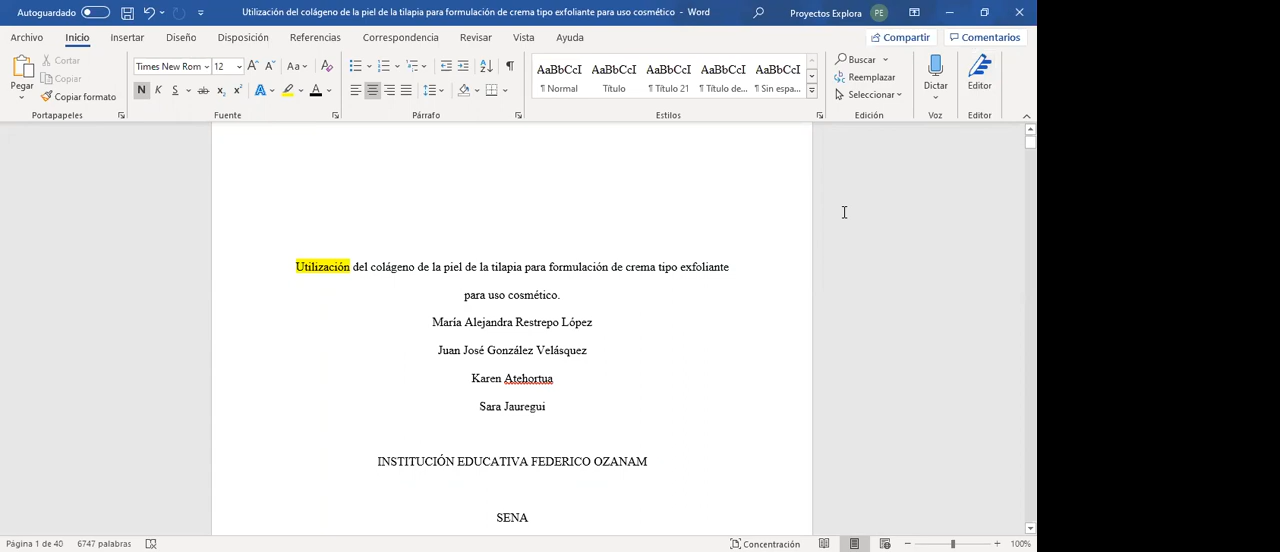 Autoguardado
Utilización del colágeno de la piel de la tilapia para formulación de crema tipo exfoliante para uso cosmético - Word
Proyectos Explora PE
Archivo Inicio Insertar Diseño Disposición Referencias Correspondencia Revisar Vista Ayuda
Compartir Comentarios
Pegar
Cortar
Copiar
Copiar formato
Portapapeles
Times New Rom 12
Aa
N K S ab x₂ x² A A
Fuente
Párrafo
AaBbCcI AaBbCcI AaBbCcI AaBbCcI AaBbCcI
¶ Normal Título ¶ Título 21 ¶ Título de... ¶ Sin espa...
Estilos
Buscar
Reemplazar
Seleccionar
Edición
Dictar
Voz
Editor
Editor
Utilización del colágeno de la piel de la tilapia para formulación de crema tipo exfoliante
para uso cosmético.
María Alejandra Restrepo López
Juan José González Velásquez
Karen Atehortua
Sara Jauregui
INSTITUCIÓN EDUCATIVA FEDERICO OZANAM
SENA
Página 1 de 40 6747 palabras
Concentración
100%